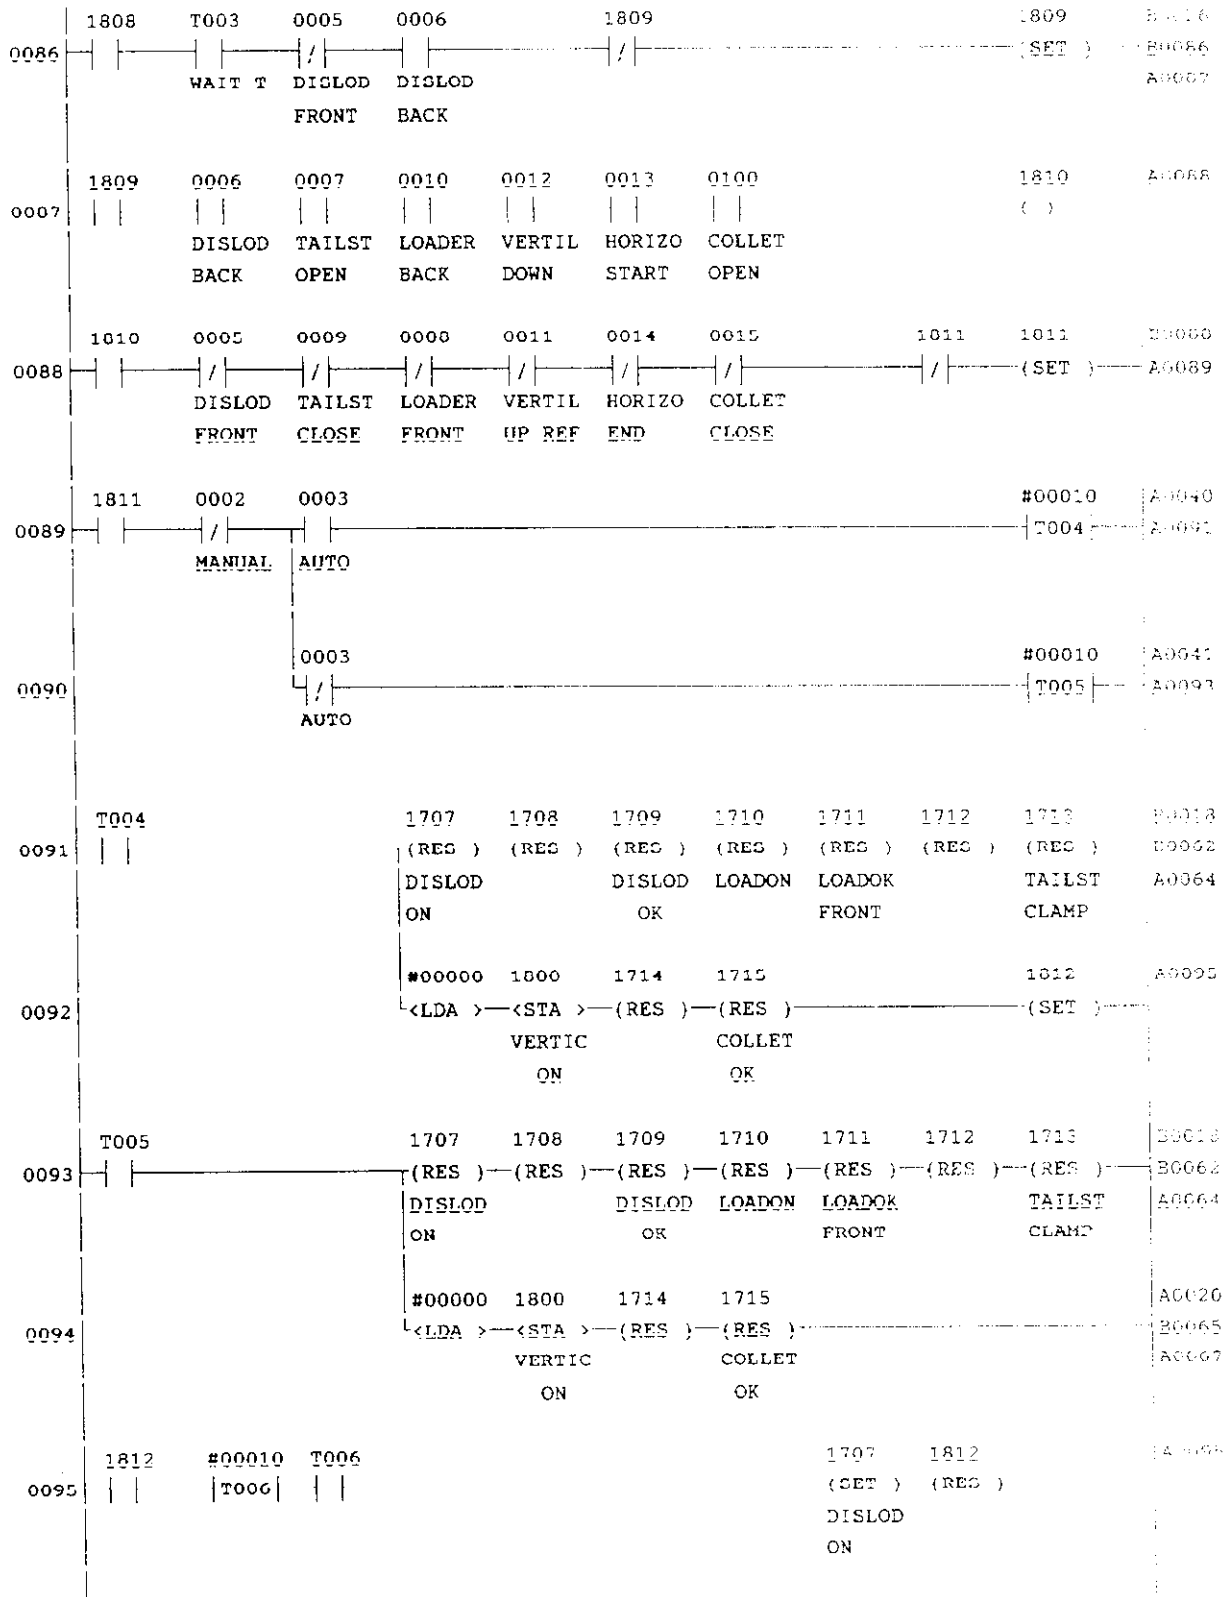 1808 T003 0005 0006 1809 1809
0086 (SET ) B0086
WAIT T DISLOD DISLOD A0087
FRONT BACK
1809 0006 0007 0010 0012 0013 0100 1810 A0088
0007 ( )
DISLOD TAILST LOADER VERTIL HORIZO COLLET
BACK OPEN BACK DOWN START OPEN
1810 0005 0009 0008 0011 0014 0015 1811 1811
0088 (SET ) A0089
DISLOD TAILST LOADER VERTIL HORIZO COLLET
FRONT CLOSE FRONT UP REF END CLOSE
1811 0002 0003 #00010 A0040
0089 T004 A0091
MANUAL AUTO
0003 #00010 A0041
0090 T005 A0093
AUTO
T004 1707 1708 1709 1710 1711 1712 1713 B0018
0091 (RES ) (RES ) (RES ) (RES ) (RES ) (RES ) (RES ) B0062
DISLOD DISLOD LOADON LOADOK TAILST A0064
ON OK FRONT CLAMP
#00000 1800 1714 1715 1812 A0095
0092 <LDA > <STA > (RES ) (RES ) (SET )
VERTIC COLLET
ON OK
T005 1707 1708 1709 1710 1711 1712 1713 B0018
0093 (RES ) (RES ) (RES ) (RES ) (RES ) (RES ) (RES ) B0062
DISLOD DISLOD LOADON LOADOK TAILST A0064
ON OK FRONT CLAMP
#00000 1800 1714 1715 A0020
0094 <LDA > <STA > (RES ) (RES ) B0065
VERTIC COLLET A0067
ON OK
1812 #00010 T006 1707 1812
0095 T006 (SET ) (RES )
DISLOD
ON